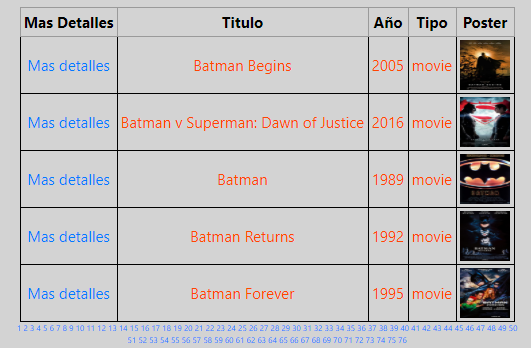 Mas Detalles Titulo Año Tipo Poster
Mas detalles Batman Begins 2005 movie
Mas detalles Batman v Superman: Dawn of Justice 2016 movie
Mas detalles Batman 1989 movie
Mas detalles Batman Returns 1992 movie
Mas detalles Batman Forever 1995 movie
1 2 3 4 5 6 7 8 9 10 11 12 13 14 15 16 17 18 19 20 21 22 23 24 25 26 27 28 29 30 31 32 33 34 35 36 37 38 39 40 41 42 43 44 45 46 47 48 49 50
51 52 53 54 55 56 57 58 59 60 61 62 63 64 65 66 67 68 69 70 71 72 73 74 75 76